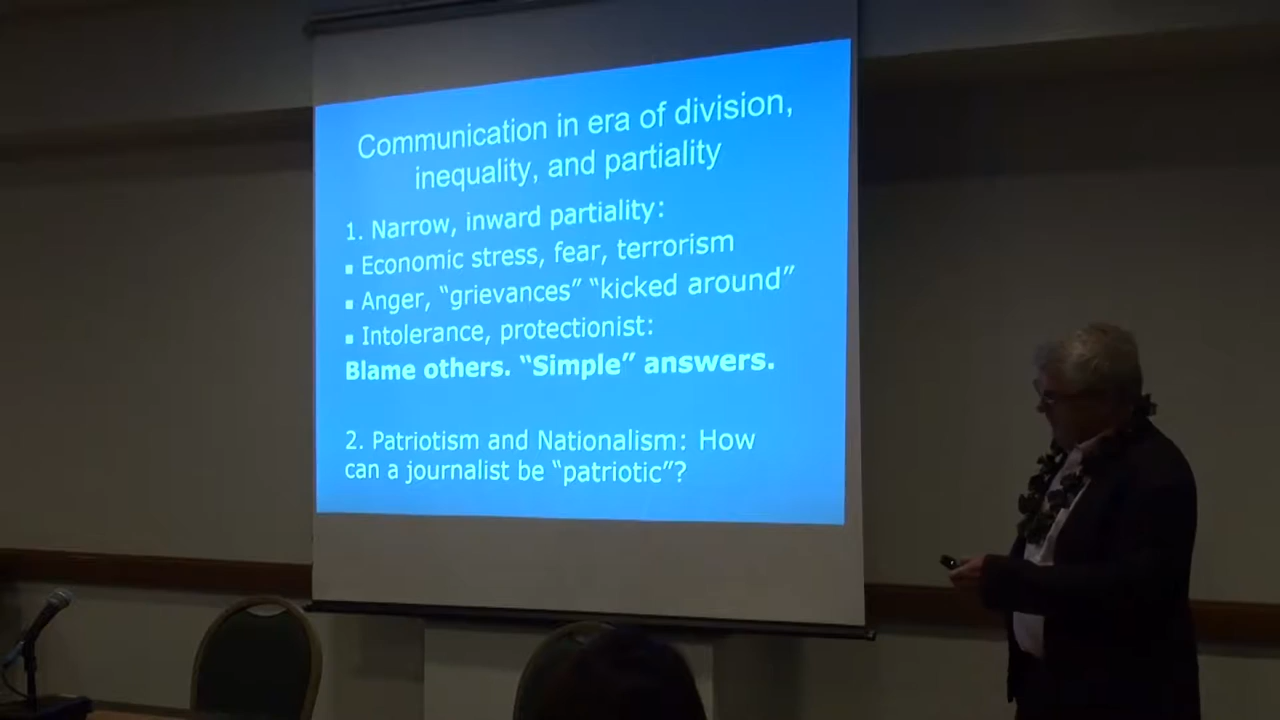 Communication in era of division,
inequality, and partiality
1. Narrow, inward partiality:
▪ Economic stress, fear, terrorism
▪ Anger, “grievances” “kicked around”
▪ Intolerance, protectionist:
Blame others. “Simple” answers.
2. Patriotism and Nationalism: How
can a journalist be “patriotic”?